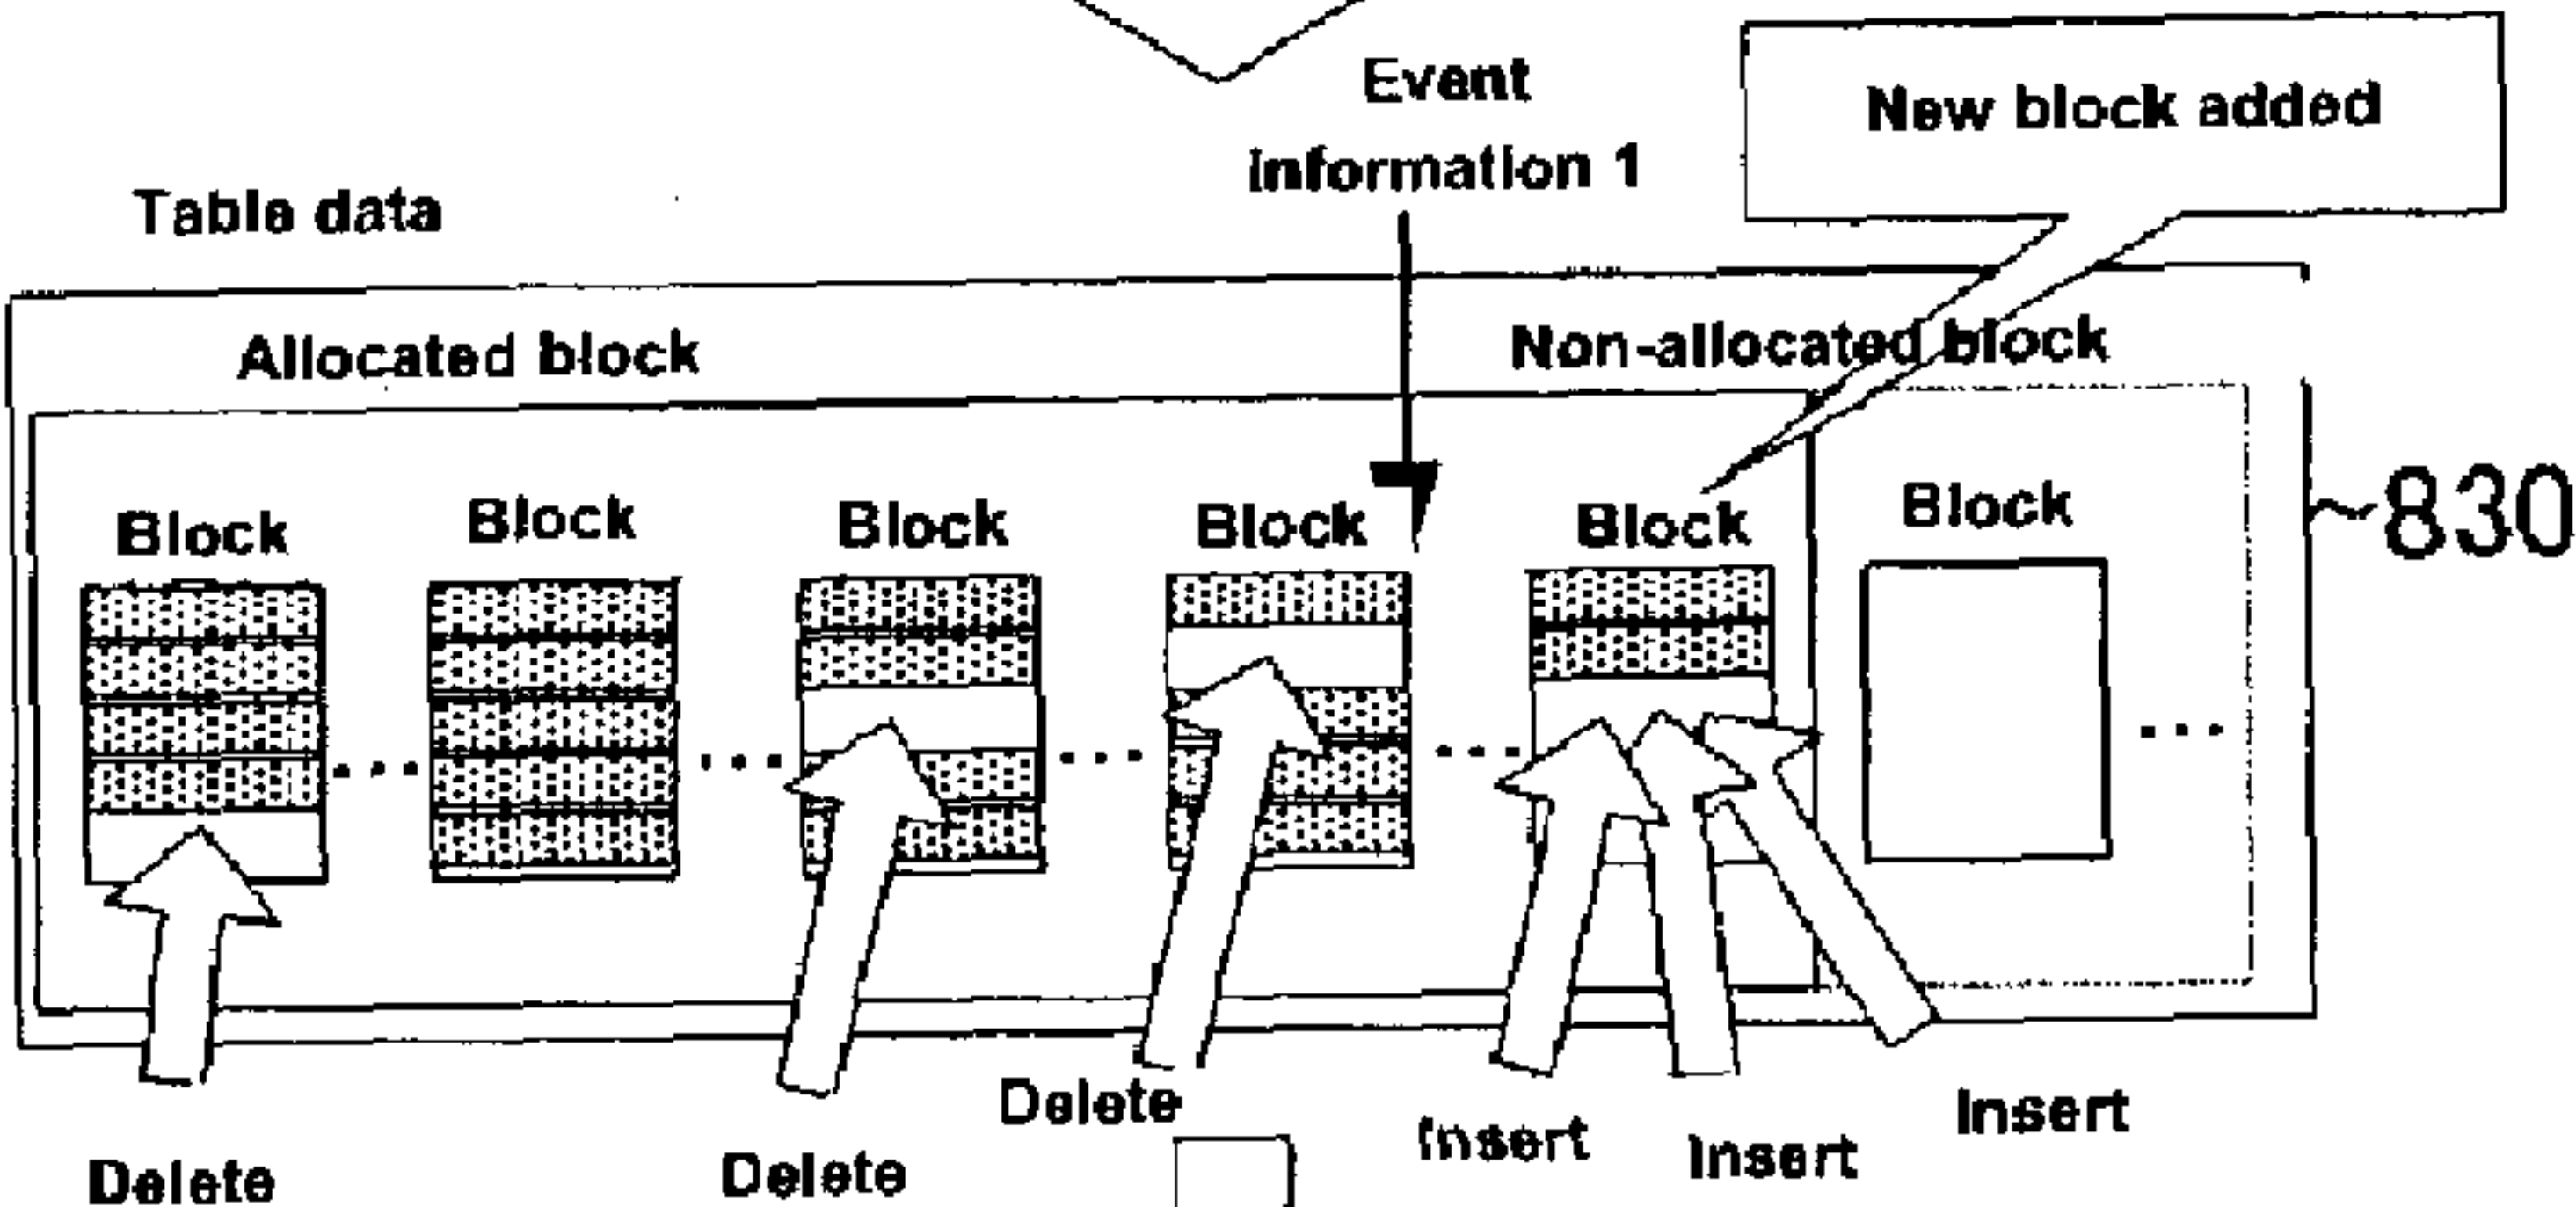 Event
information 1
New block added
Table data
Allocated block
Non-allocated block
Block
Block
Block
Block
Block
Block
830
Delete
Delete
Delete
Insert
Insert
Insert